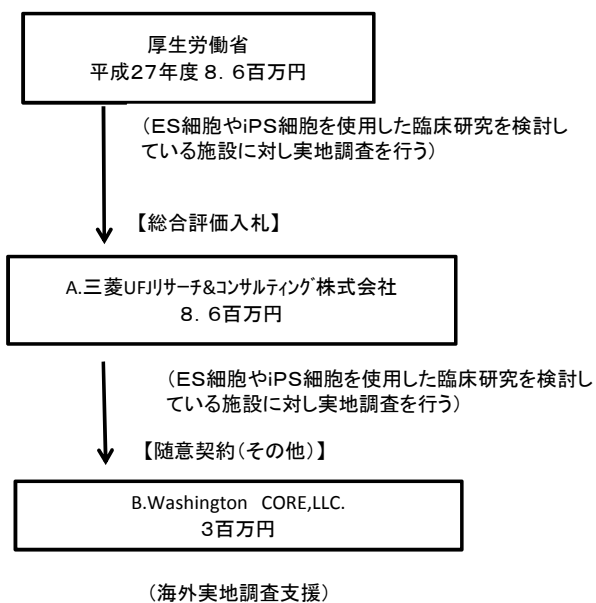 厚生労働省
平成27年度8.6百万円
(ES細胞やiPS細胞を使用した臨床研究を検討し
ている施設に対し実地調査を行う)
【総合評価入札】
A.三菱UFJリサーチ&コンサルティング株式会社
8.6百万円
(ES細胞やiPS細胞を使用した臨床研究を検討し
ている施設に対し実地調査を行う)
【随意契約(その他)】
B.Washington CORE,LLC.
3百万円
(海外実地調査支援)